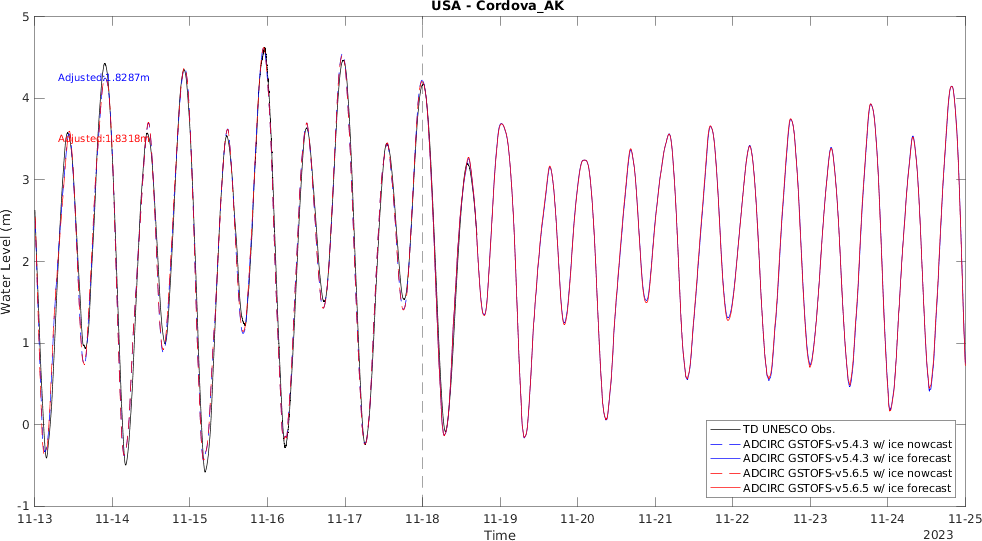 USA - Cordova_AK
5
4
3
2
1
0
-1
Water Level (m)
Adjusted:1.8287m
Adjusted:1.8318m
TD UNESCO Obs.
ADCIRC GSTOFS-v5.4.3 w/ ice nowcast
ADCIRC GSTOFS-v5.4.3 w/ ice forecast
ADCIRC GSTOFS-v5.6.5 w/ ice nowcast
ADCIRC GSTOFS-v5.6.5 w/ ice forecast
11-13 11-14 11-15 11-16 11-17 11-18 11-19 11-20 11-21 11-22 11-23 11-24 11-25
Time
2023